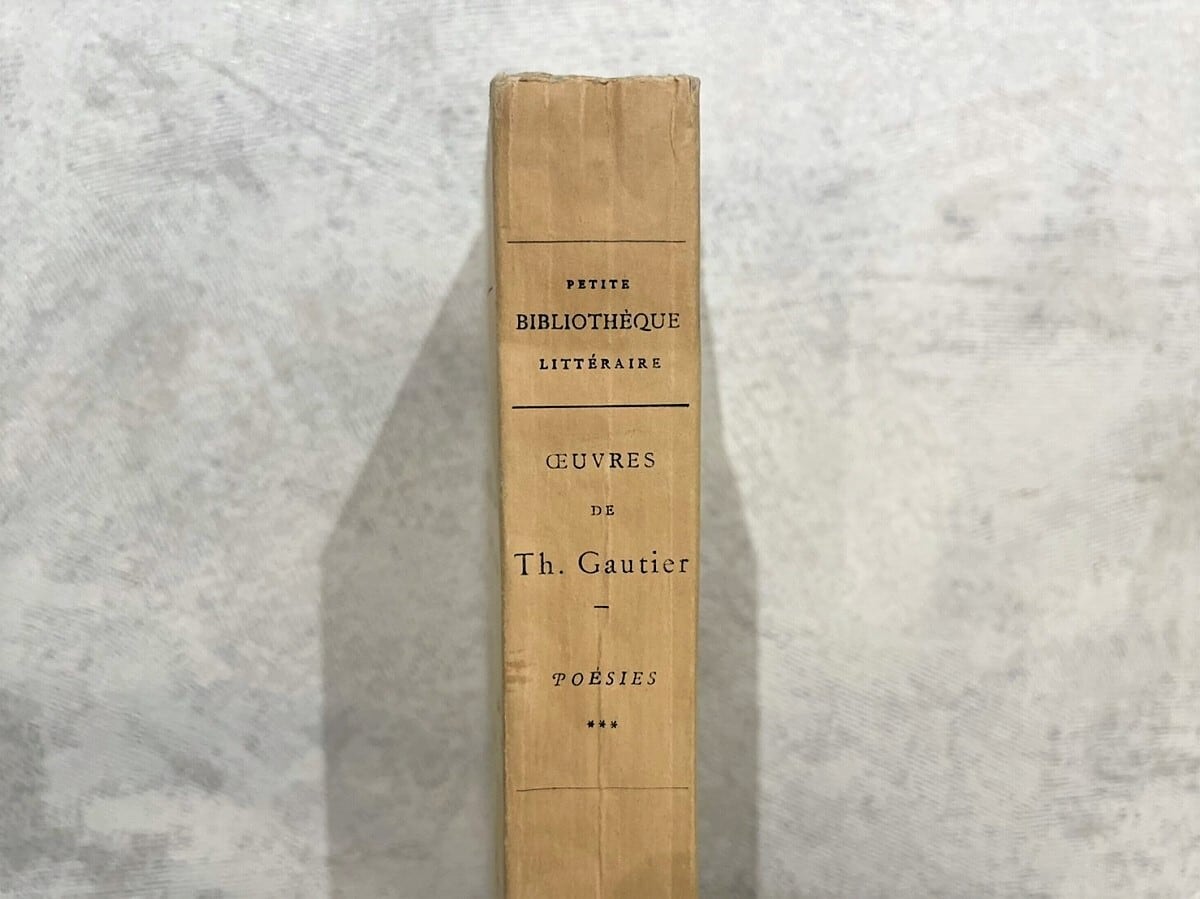 PETITE
BIBLIOTHÈQUE
LITTÉRAIRE
ŒUVRES
DE
Th. Gautier
—
POÉSIES
***